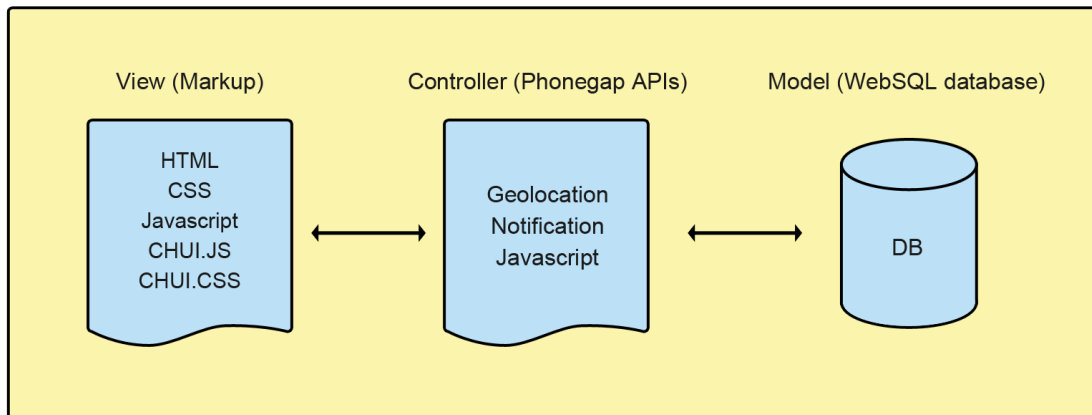 View (Markup)
Controller (Phonegap APIs)
Model (WebSQL database)
HTML
CSS
Javascript
CHUI.JS
CHUI.CSS
Geolocation
Notification
Javascript
DB